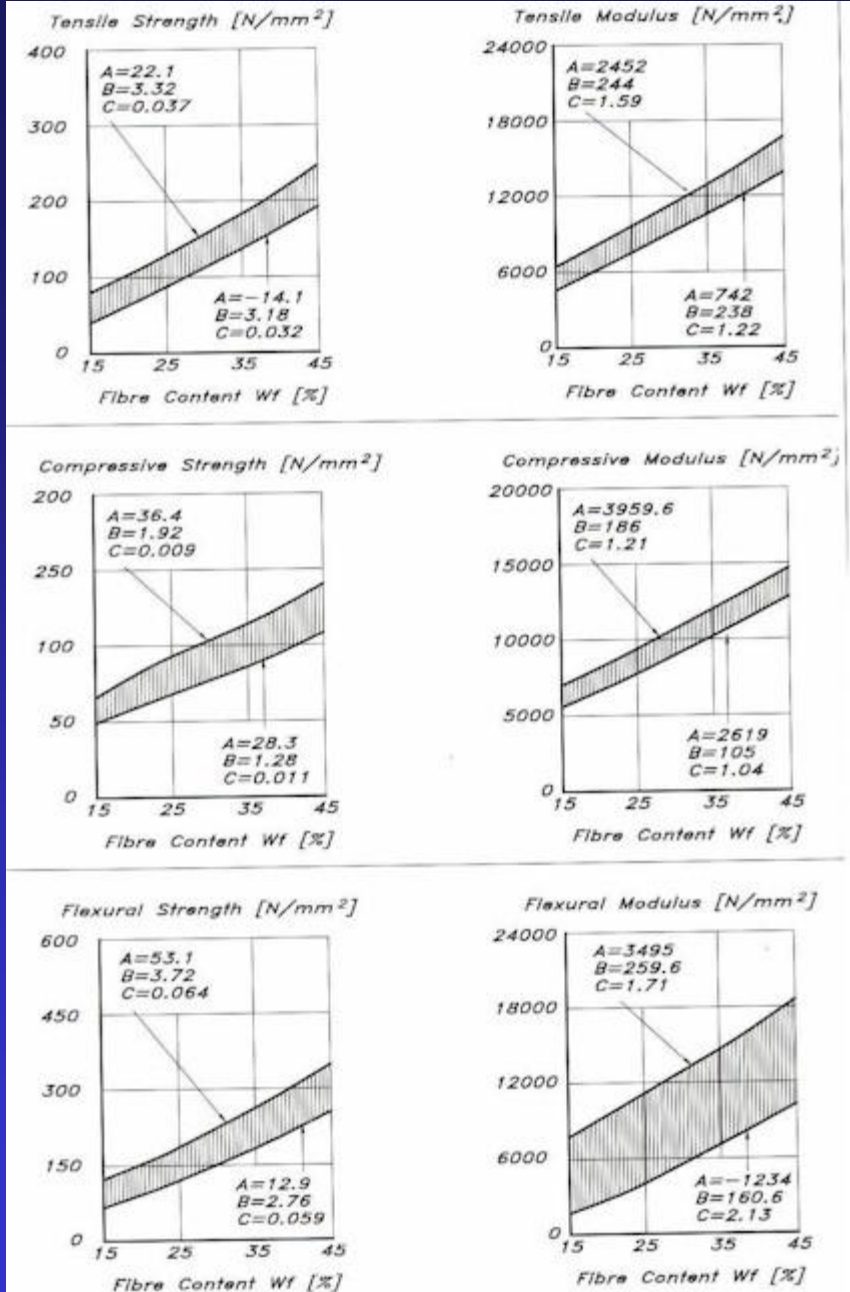 Tensile Strength [N/mm²]
400
300
200
100
0
A=22.1
B=3.32
C=0.037
A=-14.1
B=3.18
C=0.032
15 25 35 45
Fibre Content Wf [%]
Tensile Modulus [N/mm²]
24000
18000
12000
6000
0
A=2452
B=244
C=1.59
A=742
B=238
C=1.22
15 25 35 45
Fibre Content Wf [%]
Compressive Strength [N/mm²]
200
250
100
50
0
A=36.4
B=1.92
C=0.009
A=28.3
B=1.28
C=0.011
15 25 35 45
Fibre Content Wf [%]
Compressive Modulus [N/mm²]
20000
15000
10000
5000
0
A=3959.6
B=186
C=1.21
A=2619
B=105
C=1.04
15 25 35 45
Fibre Content Wf [%]
Flexural Strength [N/mm²]
600
450
300
150
0
A=53.1
B=3.72
C=0.064
A=12.9
B=2.76
C=0.059
15 25 35 45
Fibre Content Wf [%]
Flexural Modulus [N/mm²]
24000
18000
12000
6000
0
A=3495
B=259.6
C=1.71
A=-1234
B=160.6
C=2.13
15 25 35 45
Fibre Content Wf [%]